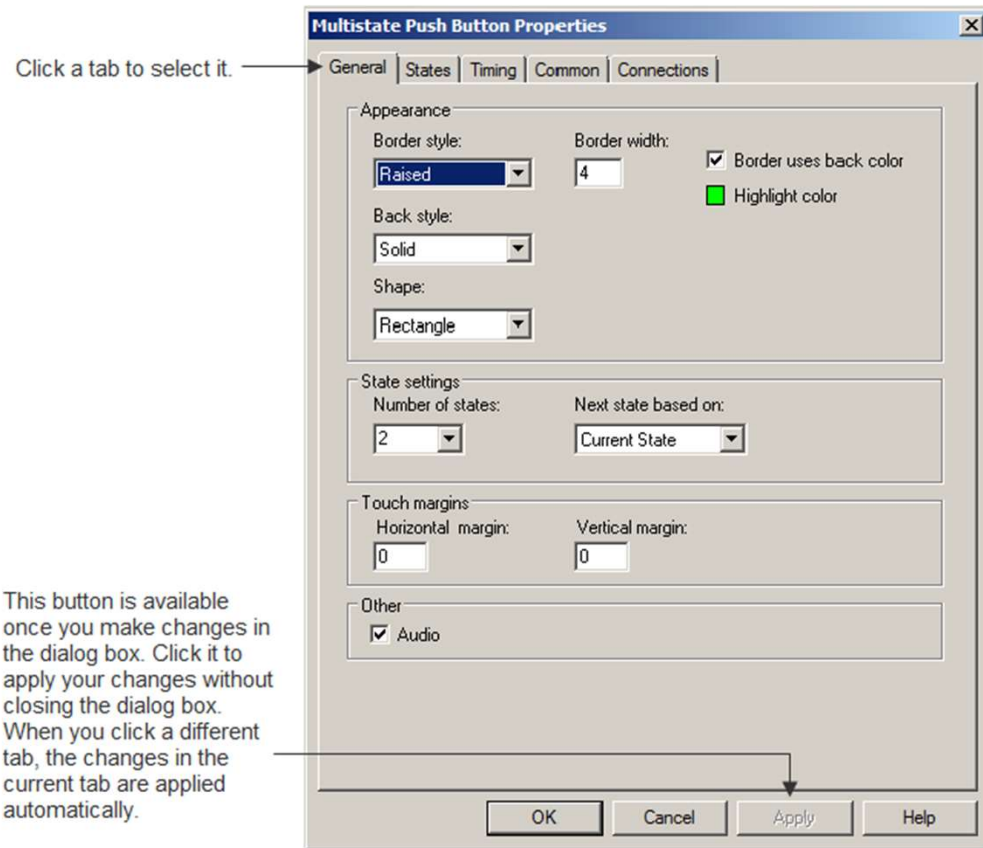 Multistate Push Button Properties
Click a tab to select it.
General States Timing Common Connections
Appearance
Border style: Border width:
Raised 4 Border uses back color
Highlight color
Back style:
Solid
Shape:
Rectangle
State settings
Number of states: Next state based on:
2 Current State
Touch margins
Horizontal margin: Vertical margin:
0 0
Other
Audio
This button is available
once you make changes in
the dialog box. Click it to
apply your changes without
closing the dialog box.
When you click a different
tab, the changes in the
current tab are applied
automatically.
OK Cancel Apply Help